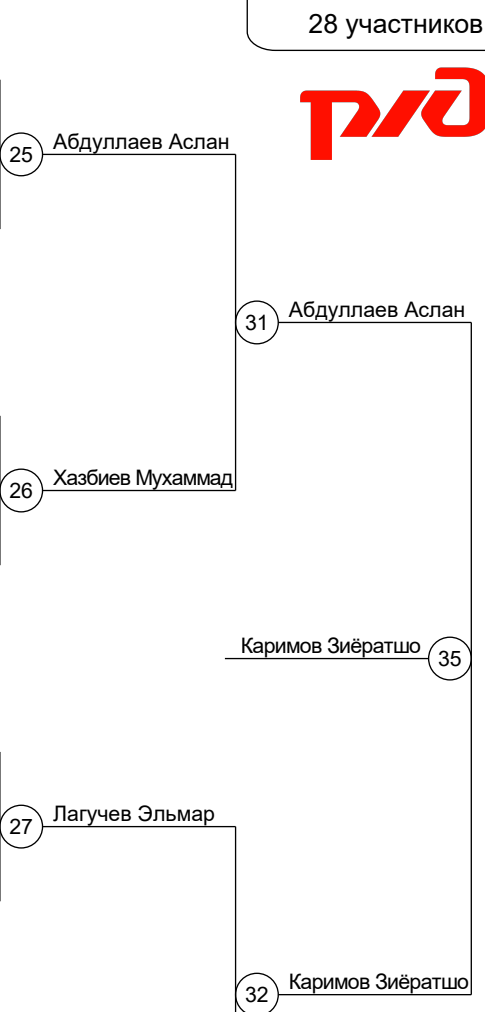 28 участников
ржд
25 Абдуллаев Аслан
31 Абдуллаев Аслан
26 Хазбиев Мухаммад
Каримов Зиёратшо 35
27 Лагучев Эльмар
32 Каримов Зиёратшо